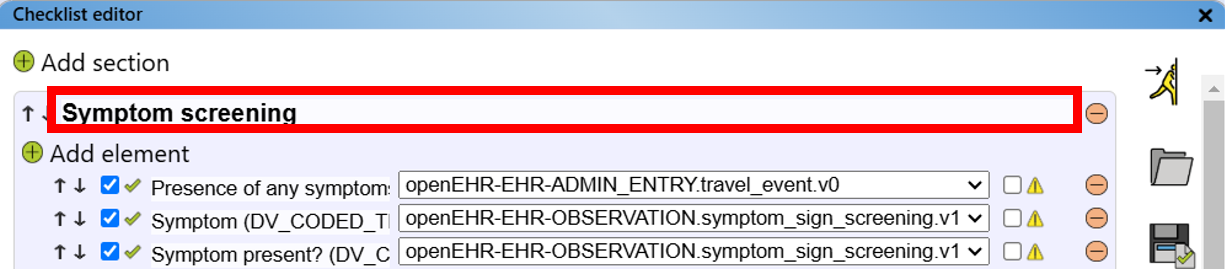 Checklist editor
Add section
Symptom screening
Add element
Presence of any symptoms openEHR-EHR-ADMIN_ENTRY.travel_event.v0
Symptom (DV_CODED_TE openEHR-EHR-OBSERVATION.symptom_sign_screening.v1
Symptom present? (DV_C openEHR-EHR-OBSERVATION.symptom_sign_screening.v1